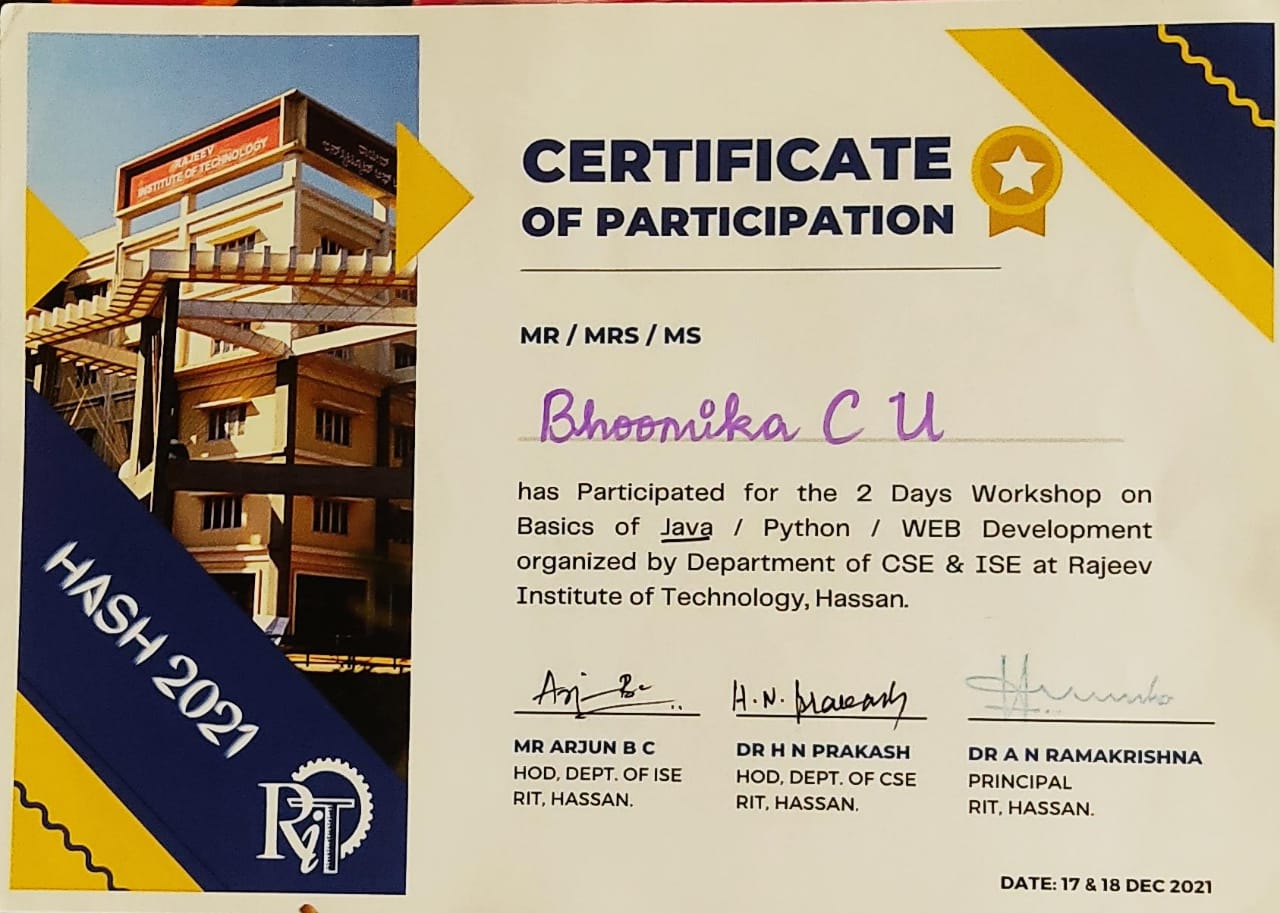 RAJEEV
INSTITUTE OF TECHNOLOGY
CERTIFICATE
OF PARTICIPATION
MR / MRS / MS
Bhoomika C U
has Participated for the 2 Days Workshop on
Basics of Java / Python / WEB Development
organized by Department of CSE & ISE at Rajeev
Institute of Technology, Hassan.
HASH 2021
RiT
H. N. Prakash
MR ARJUN B C
HOD, DEPT. OF ISE
RIT, HASSAN.
DR H N PRAKASH
HOD, DEPT. OF CSE
RIT, HASSAN.
DR A N RAMAKRISHNA
PRINCIPAL
RIT, HASSAN.
DATE: 17 & 18 DEC 2021